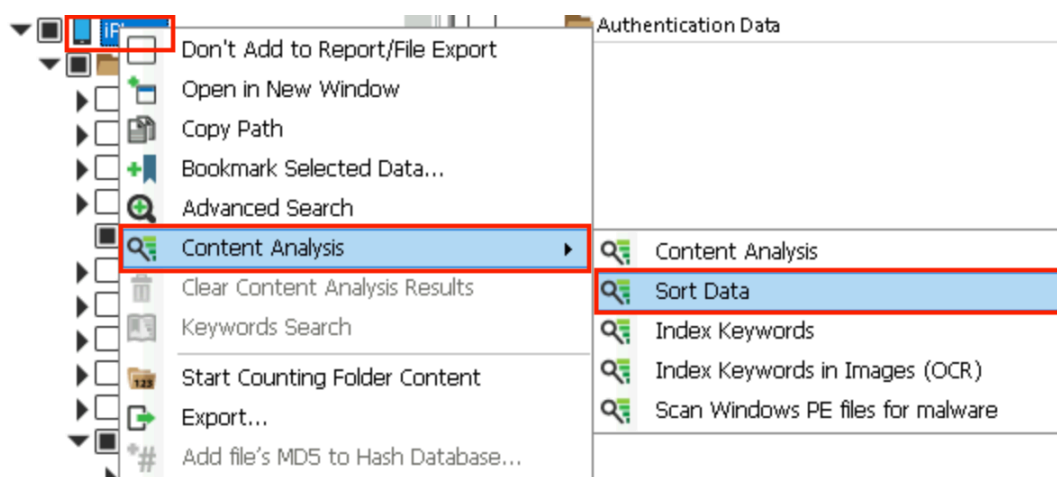 Authentication Data
Don't Add to Report/File Export
Open in New Window
Copy Path
Bookmark Selected Data...
Advanced Search
Content Analysis
Clear Content Analysis Results
Keywords Search
Start Counting Folder Content
Export...
Add file's MD5 to Hash Database...
Content Analysis
Sort Data
Index Keywords
Index Keywords in Images (OCR)
Scan Windows PE files for malware